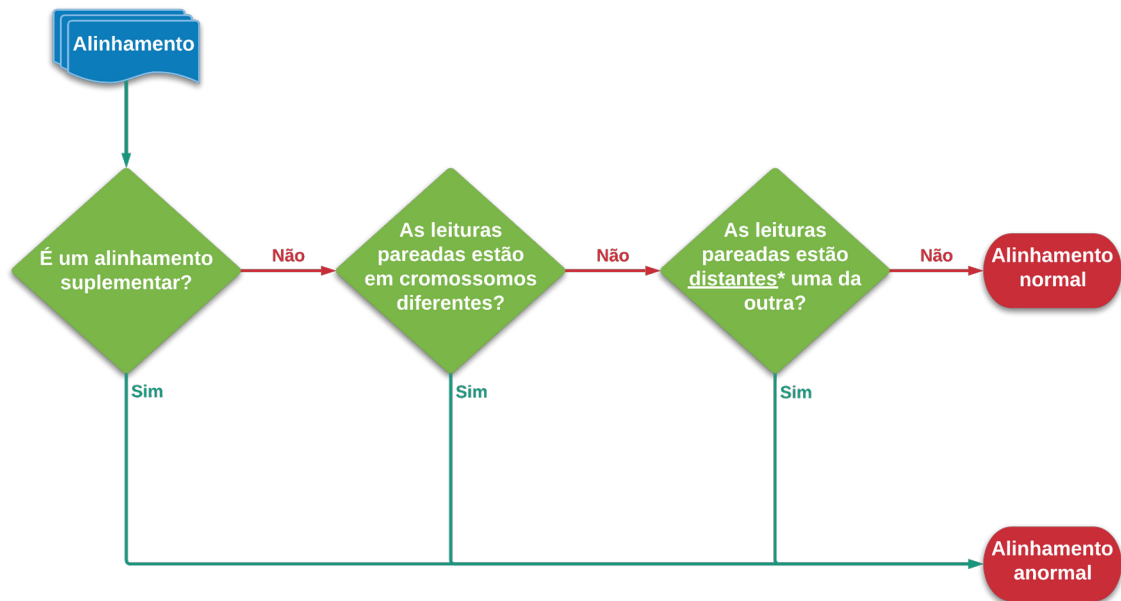 Alinhamento
É um alinhamento
suplementar?
Não
As leituras
pareadas estão
em cromossomos
diferentes?
Não
As leituras
pareadas estão
distantes* uma da
outra?
Não
Alinhamento
normal
Sim
Sim
Sim
Alinhamento
anormal